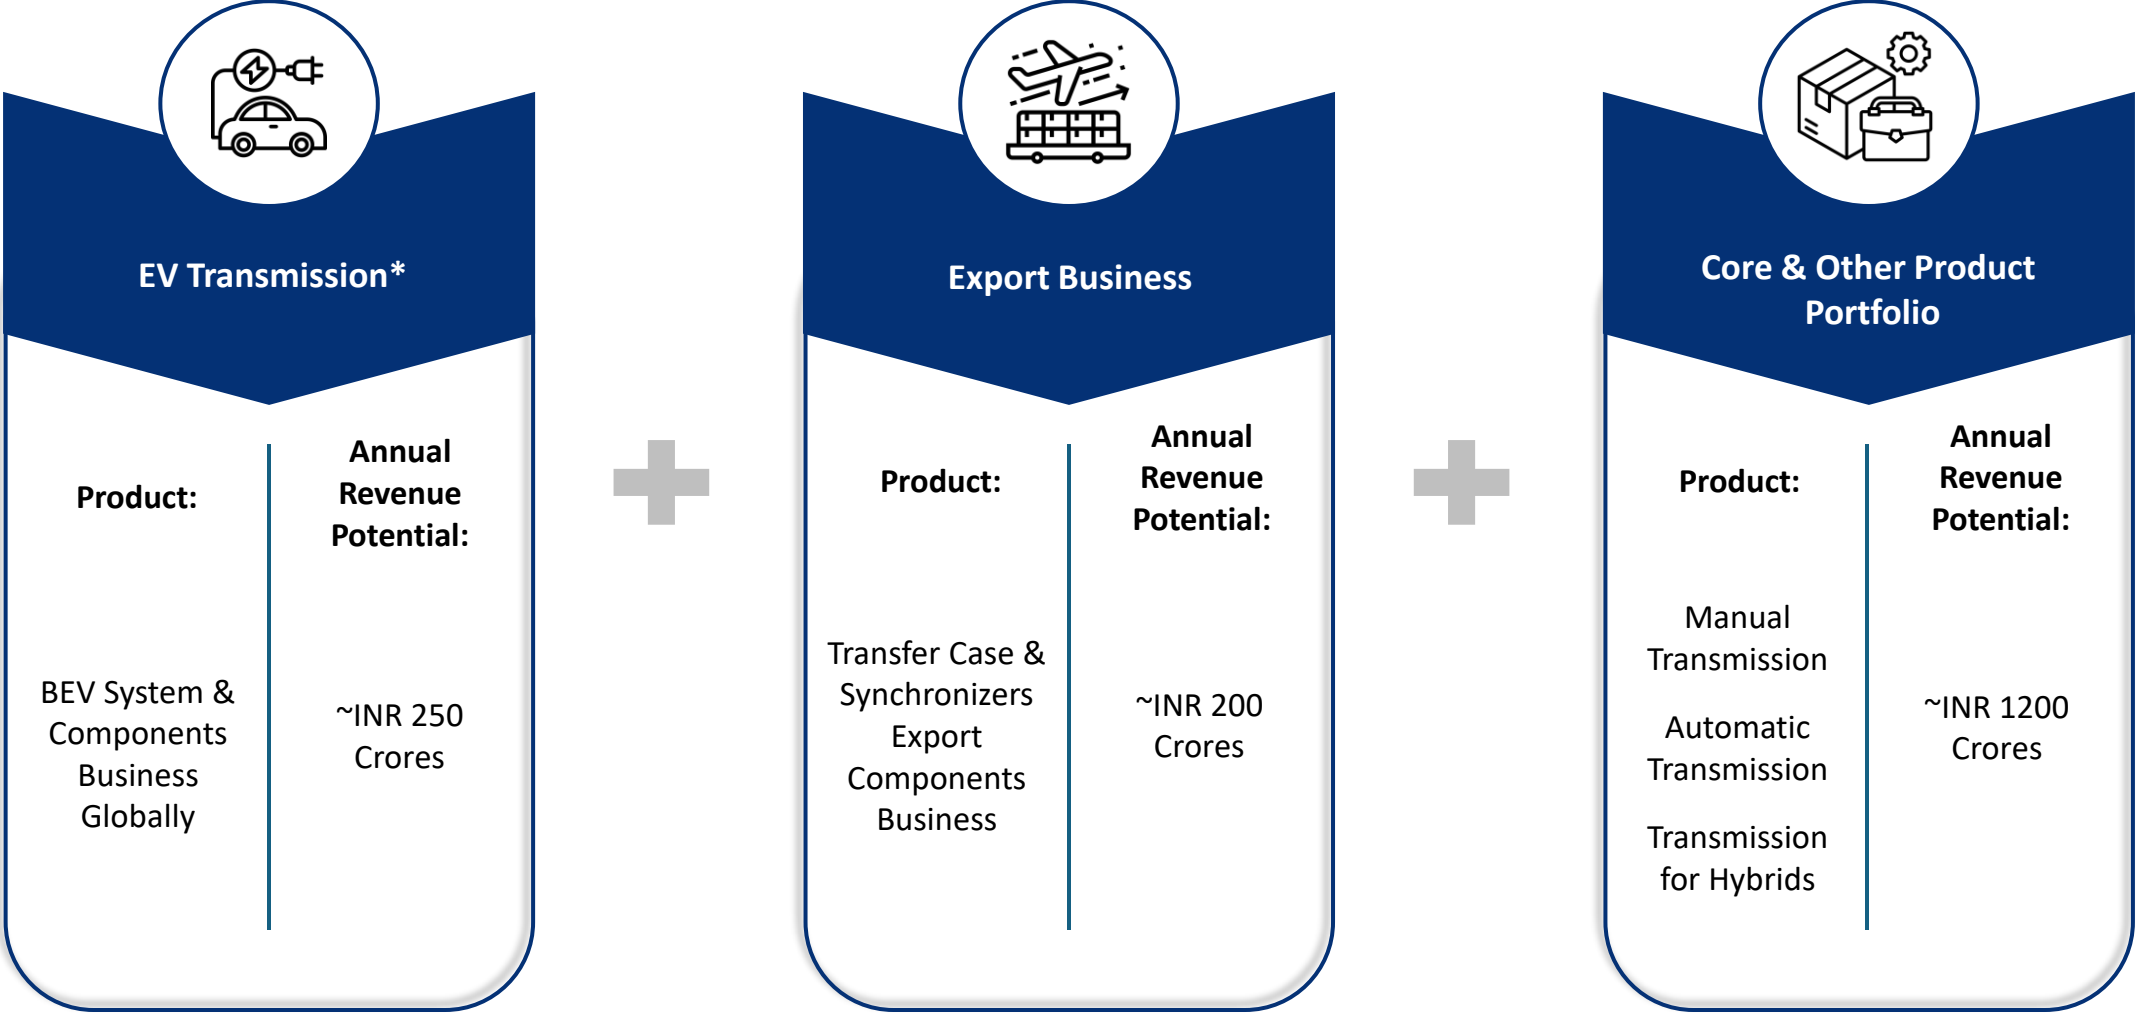 EV Transmission*
Product:
Annual
Revenue
Potential:
BEV System &
Components
Business
Globally
~INR 250
Crores
Export Business
Product:
Annual
Revenue
Potential:
Transfer Case &
Synchronizers
Export
Components
Business
~INR 200
Crores
Core & Other Product
Portfolio
Product:
Annual
Revenue
Potential:
Manual
Transmission
Automatic
Transmission
Transmission
for Hybrids
~INR 1200
Crores